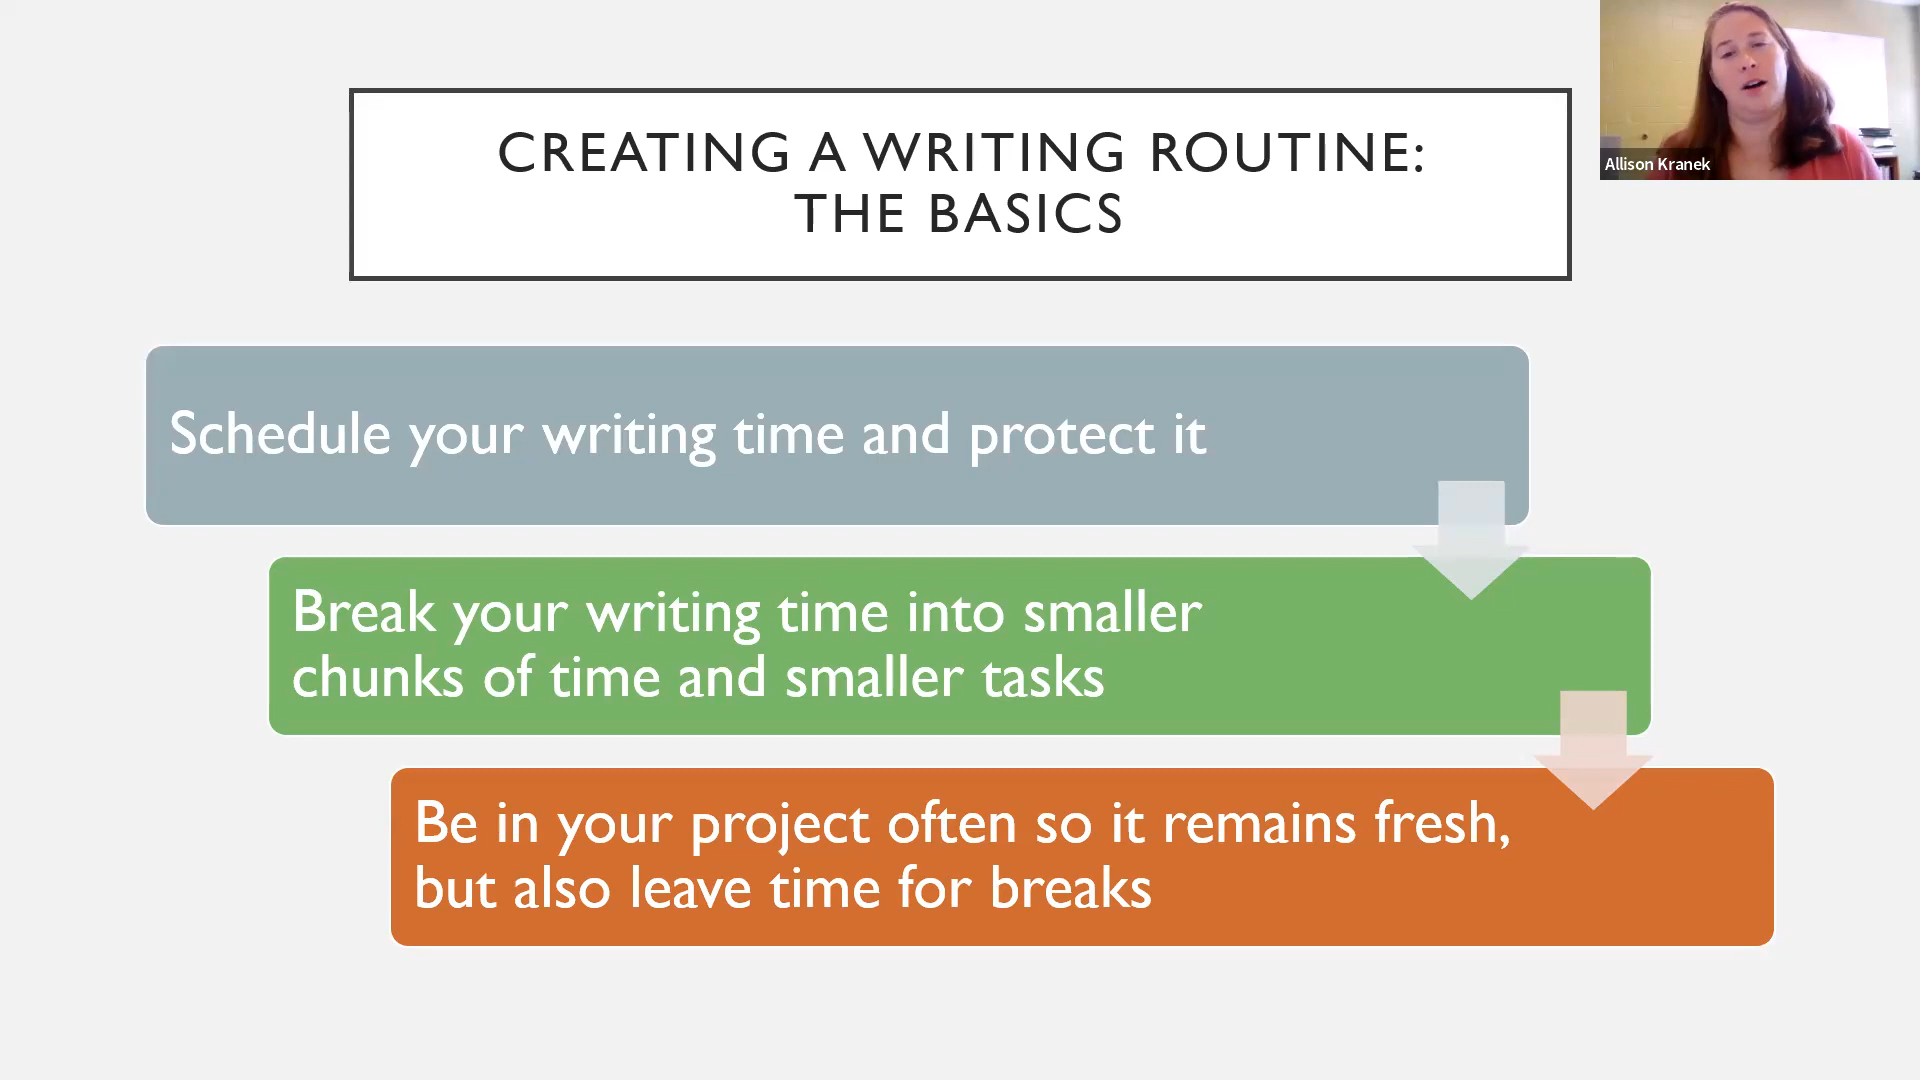 CREATING A WRITING ROUTINE:
THE BASICS
Allison Kranek
Schedule your writing time and protect it
Break your writing time into smaller
chunks of time and smaller tasks
Be in your project often so it remains fresh,
but also leave time for breaks